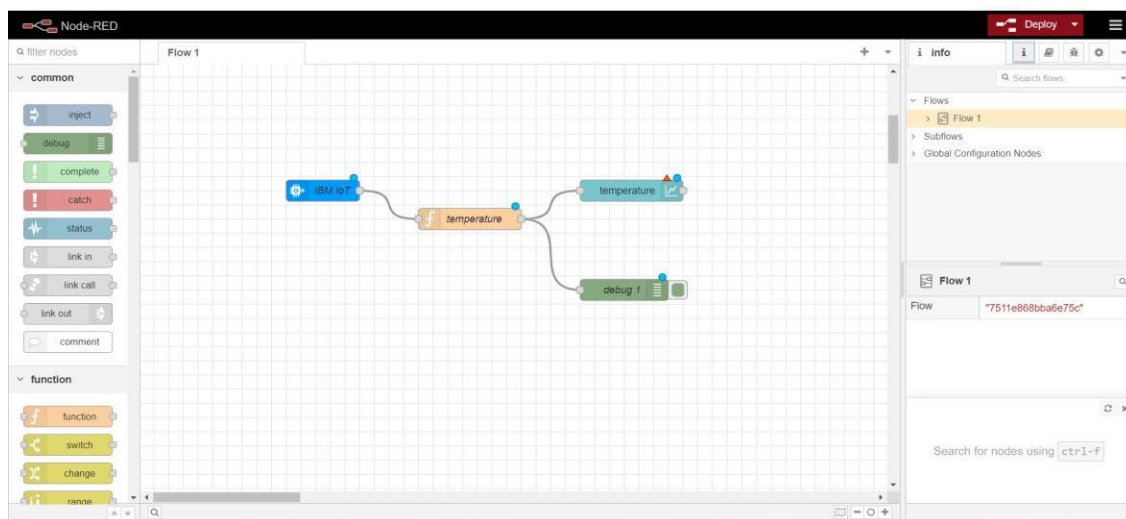 Node-RED
Deploy
filter nodes
Flow 1
i info
i
Search flows
common
inject
debug
complete
catch
status
link in
link call
link out
comment
function
f function
switch
change
range
IBM IoT
f temperature
temperature
debug 1
Flows
Flow 1
Subflows
Global Configuration Nodes
Flow 1
Flow "7511e868bba6e75c"
Search for nodes using ctrl-f